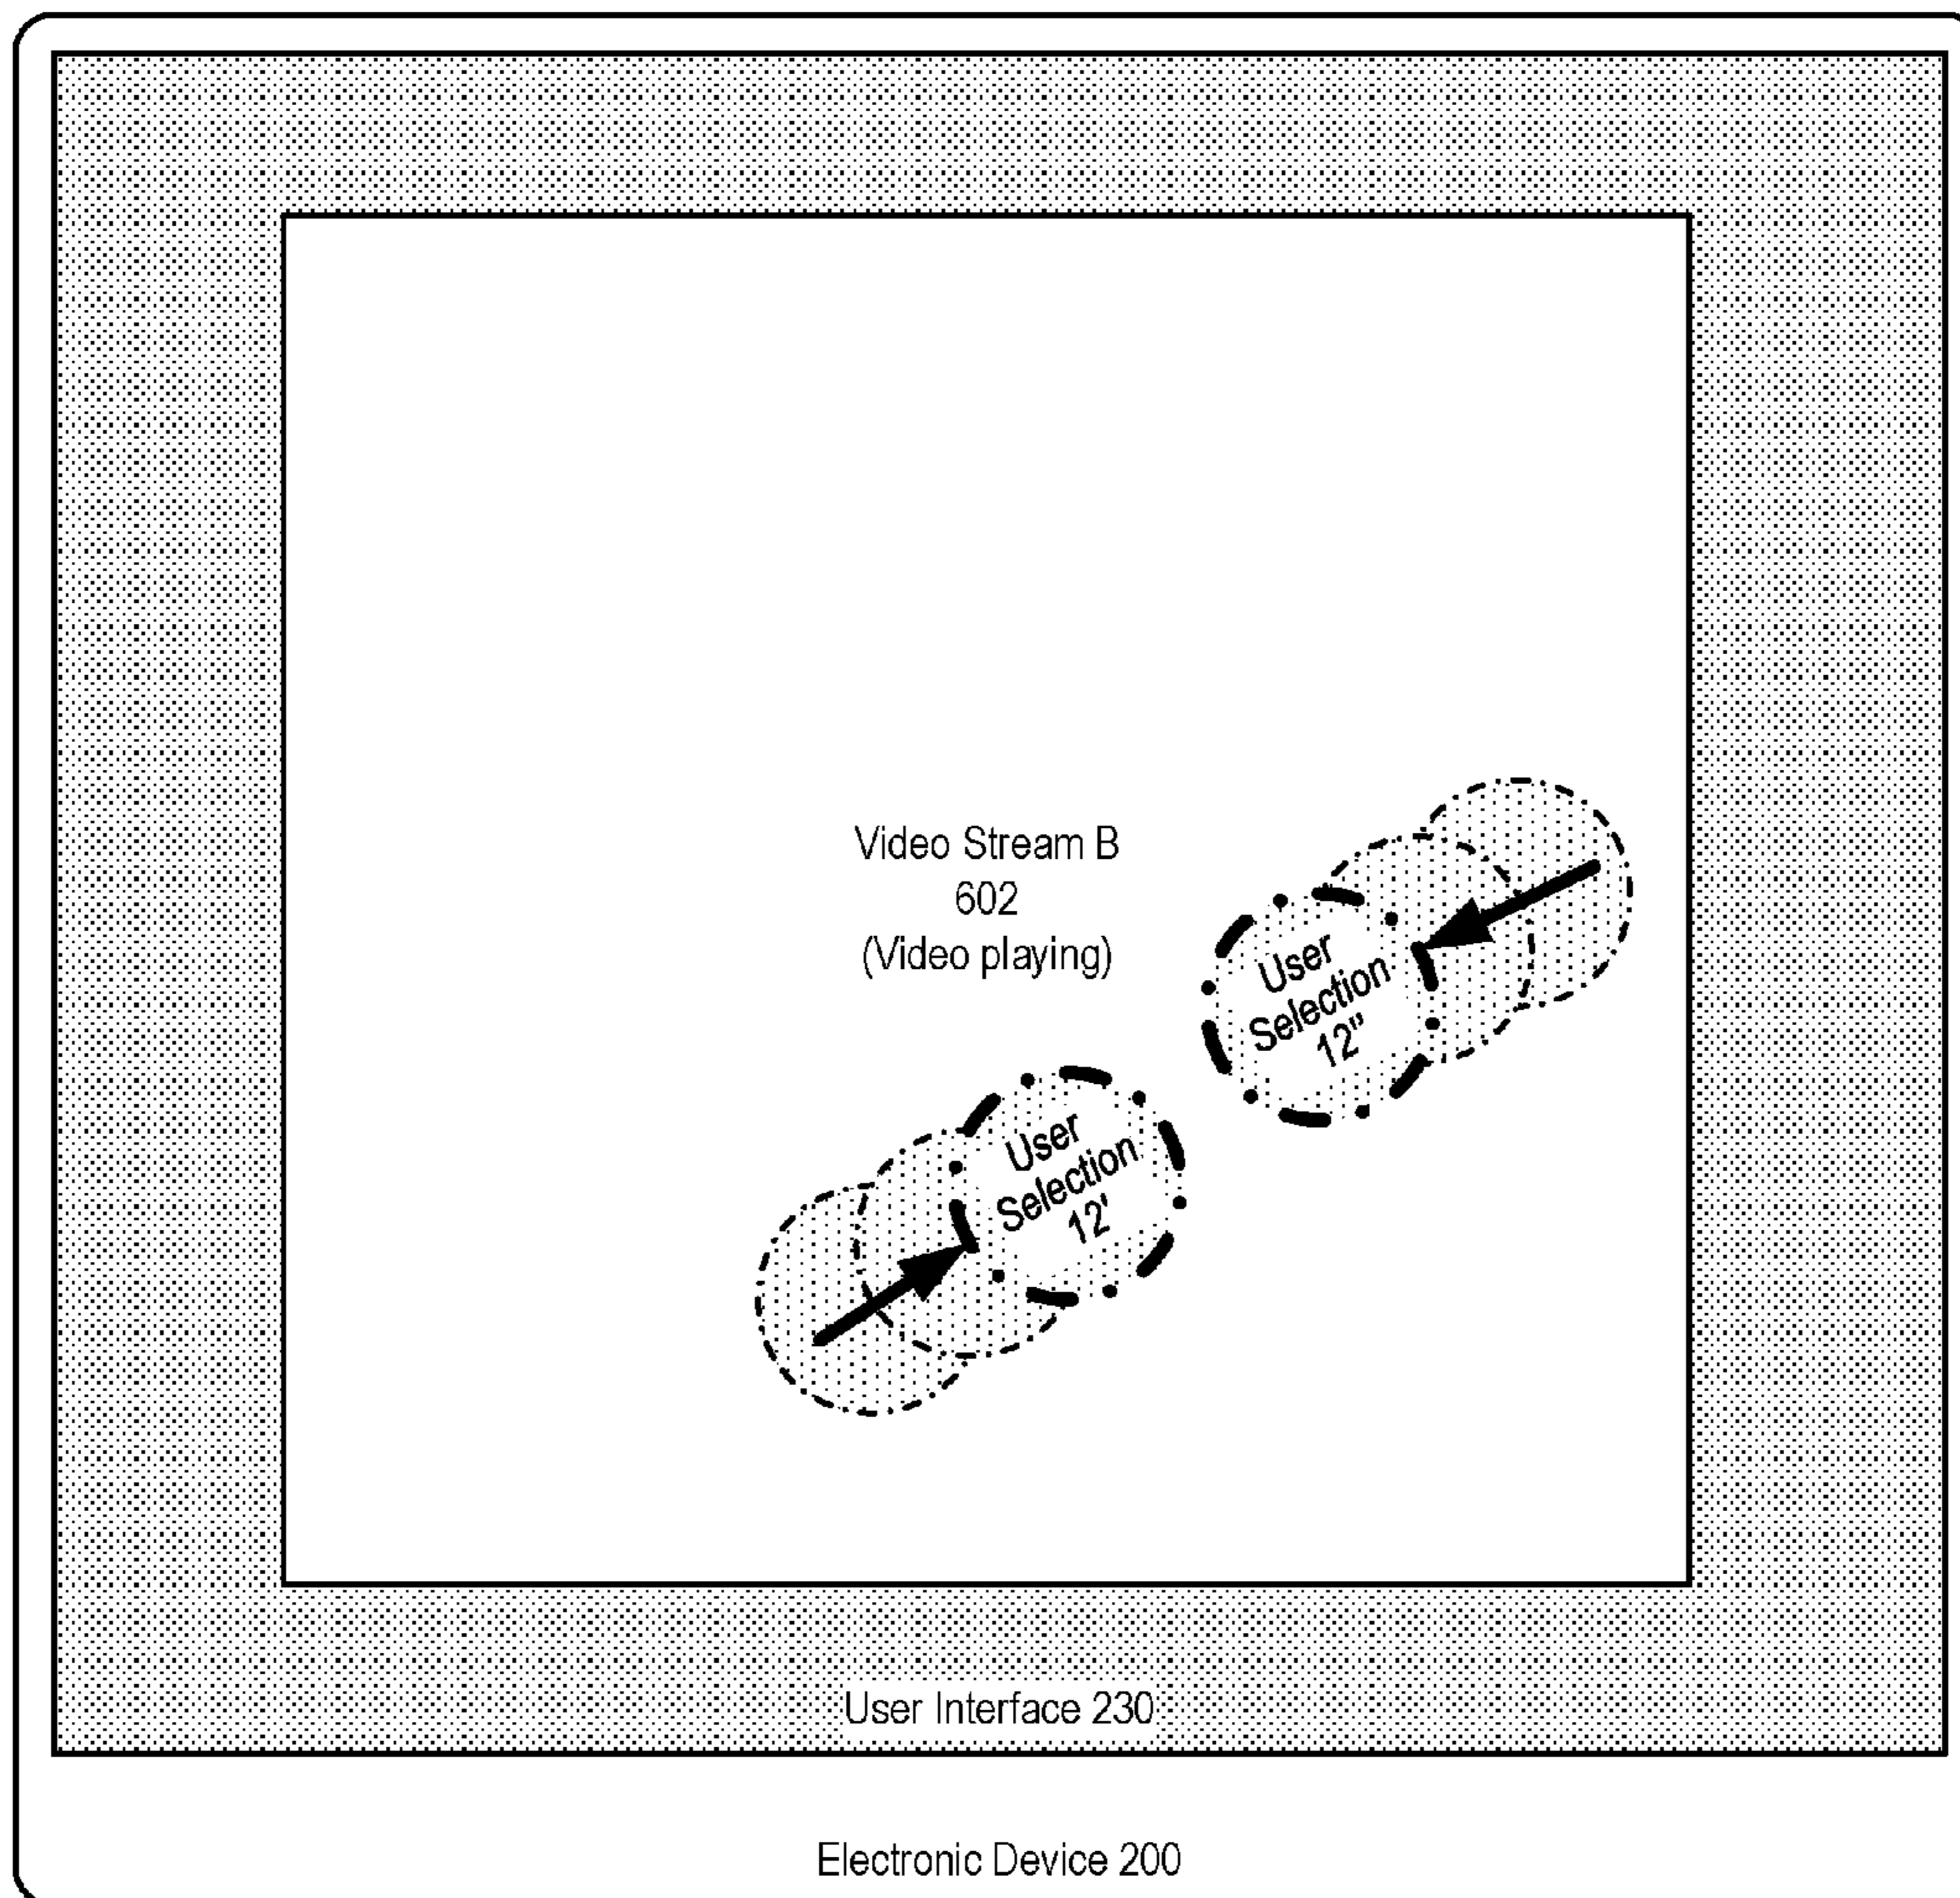 Video Stream B
602
(Video playing)
User
Selection
12"
User
Selection
12'
User Interface 230
Electronic Device 200